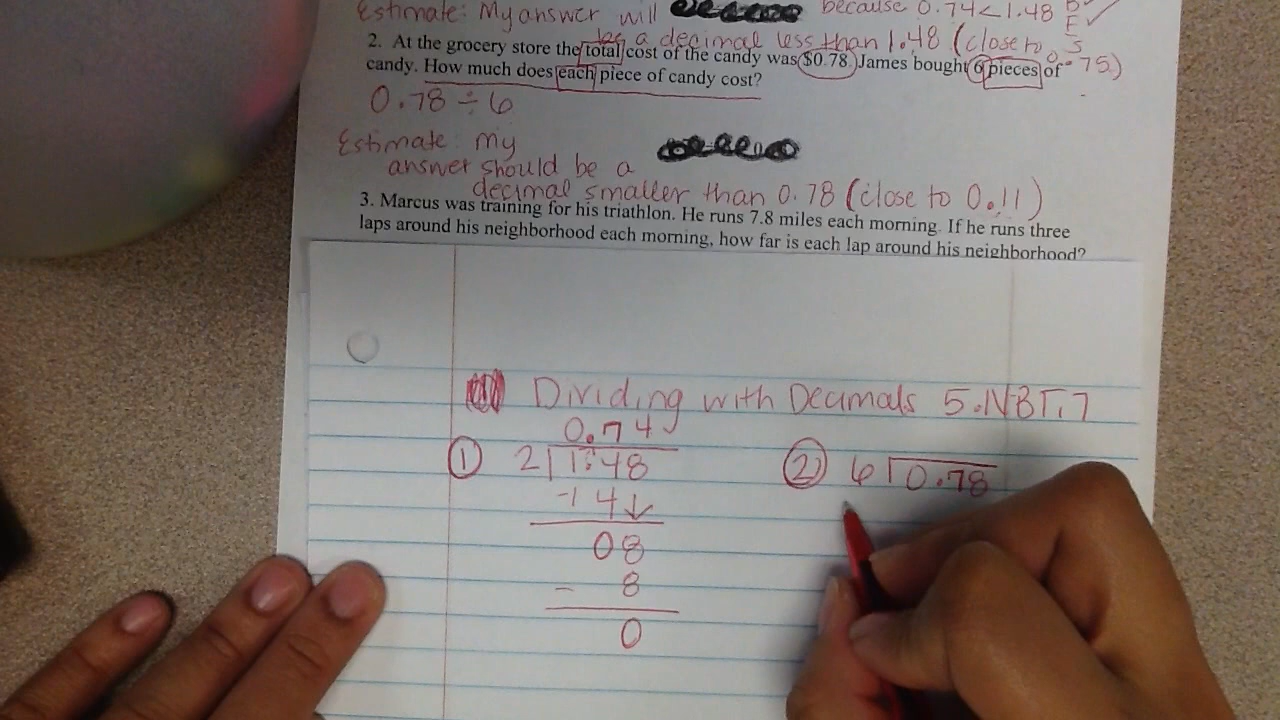 Estimate: My answer will because 0.74<1.48
be a decimal less than 1.48 (close to 0.75)
2. At the grocery store the total cost of the candy was $0.78. James bought 6 pieces of
candy. How much does each piece of candy cost?
0.78 ÷ 6
Estimate: my
answer should be a
decimal smaller than 0.78 (close to 0.11)
3. Marcus was training for his triathlon. He runs 7.8 miles each morning. If he runs three
laps around his neighborhood each morning, how far is each lap around his neighborhood?
Dividing with Decimals 5.NBT.7
0.74
1 2 1.48
-14↓
08
- 8
0
2 6 0.78